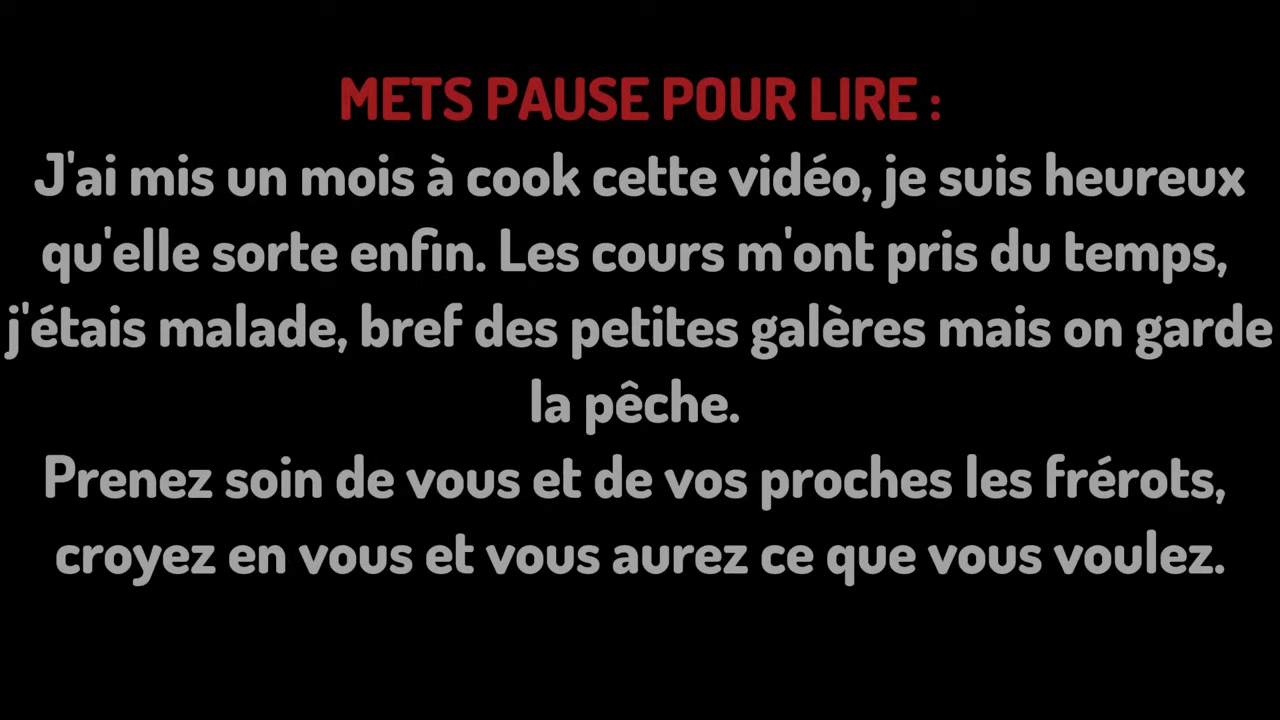 METS PAUSE POUR LIRE :
J'ai mis un mois à cook cette vidéo, je suis heureux
qu'elle sorte enfin. Les cours m'ont pris du temps,
j'étais malade, bref des petites galères mais on garde
la pêche.
Prenez soin de vous et de vos proches les frérots,
croyez en vous et vous aurez ce que vous voulez.